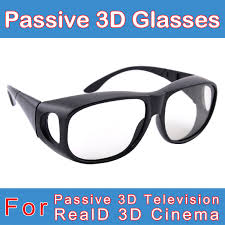 Passive 3D Glasses
For
Passive 3D Television
RealD 3D Cinema